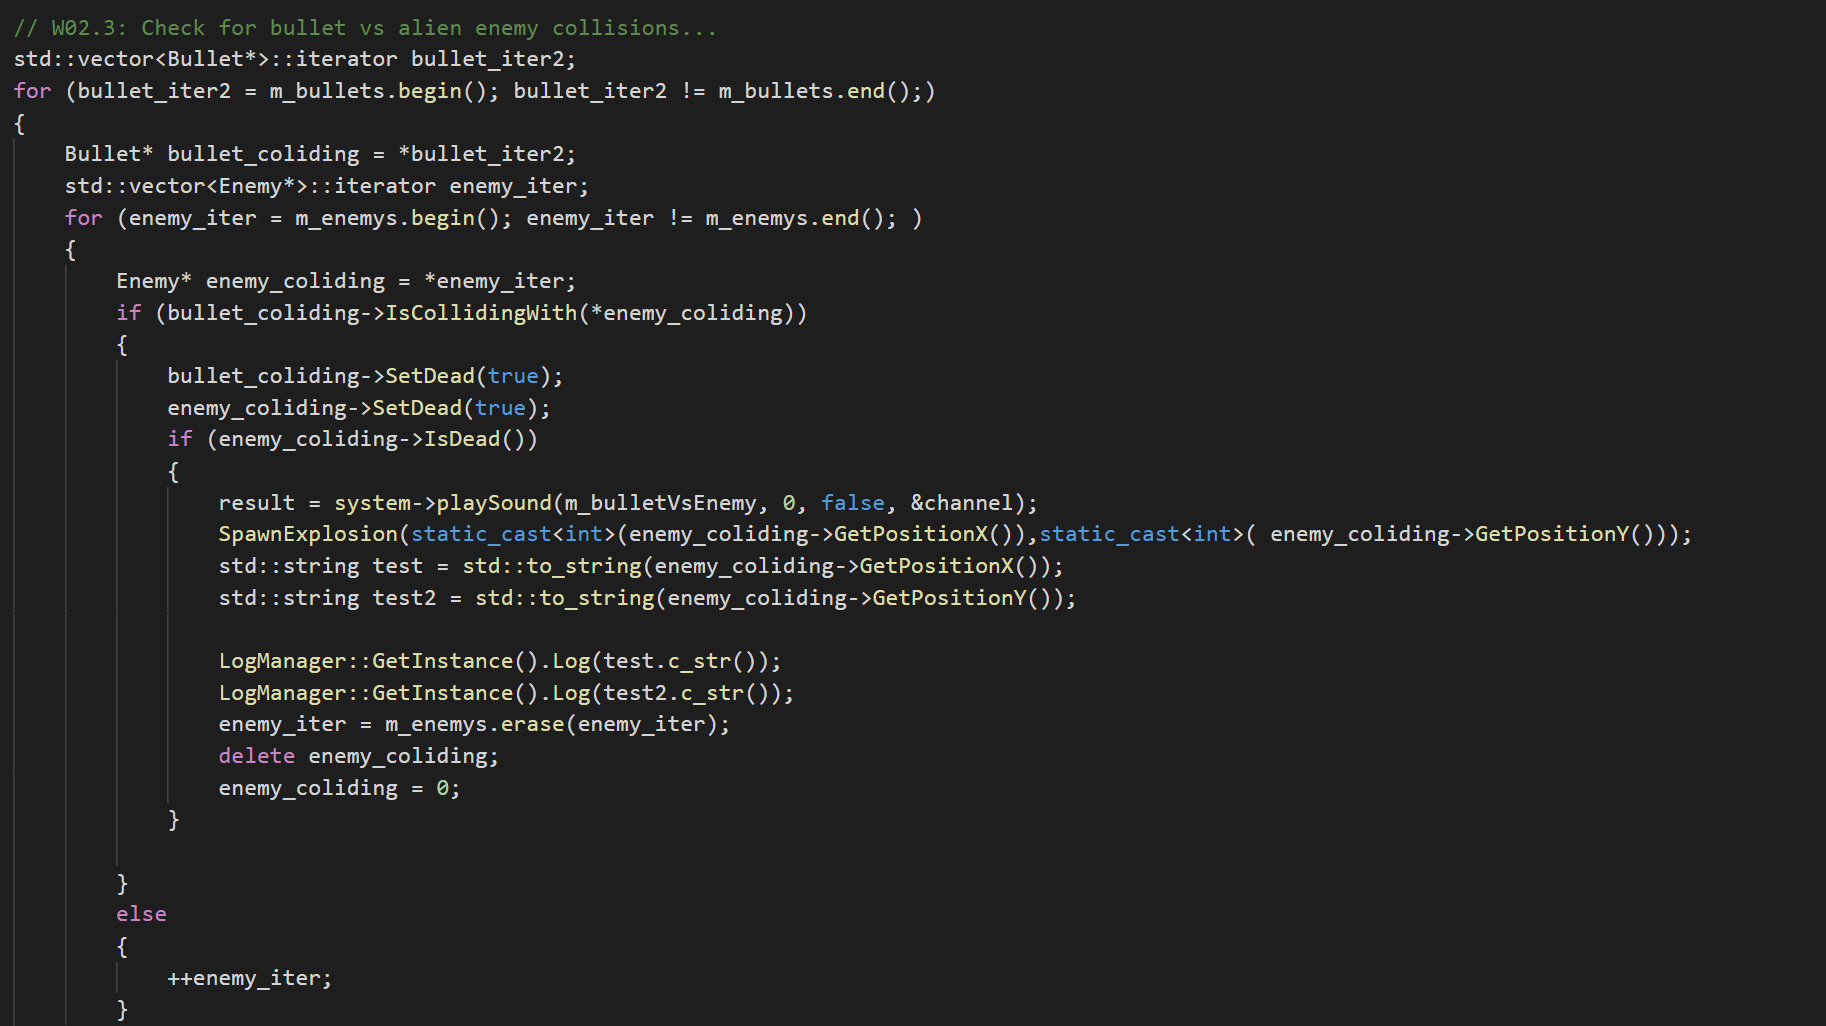 // W02.3: Check for bullet vs alien enemy collisions...
std::vector<Bullet*>::iterator bullet_iter2;
for (bullet_iter2 = m_bullets.begin(); bullet_iter2 != m_bullets.end();)
{
    Bullet* bullet_coliding = *bullet_iter2;
    std::vector<Enemy*>::iterator enemy_iter;
    for (enemy_iter = m_enemys.begin(); enemy_iter != m_enemys.end(); )
    {
        Enemy* enemy_coliding = *enemy_iter;
        if (bullet_coliding->IsCollidingWith(*enemy_coliding))
        {
            bullet_coliding->SetDead(true);
            enemy_coliding->SetDead(true);
            if (enemy_coliding->IsDead())
            {
                result = system->playSound(m_bulletVsEnemy, 0, false, &channel);
                SpawnExplosion(static_cast<int>(enemy_coliding->GetPositionX()),static_cast<int>( enemy_coliding->GetPositionY()));
                std::string test = std::to_string(enemy_coliding->GetPositionX());
                std::string test2 = std::to_string(enemy_coliding->GetPositionY());

                LogManager::GetInstance().Log(test.c_str());
                LogManager::GetInstance().Log(test2.c_str());
                enemy_iter = m_enemys.erase(enemy_iter);
                delete enemy_coliding;
                enemy_coliding = 0;
            }

        }
        else
        {
            ++enemy_iter;
        }